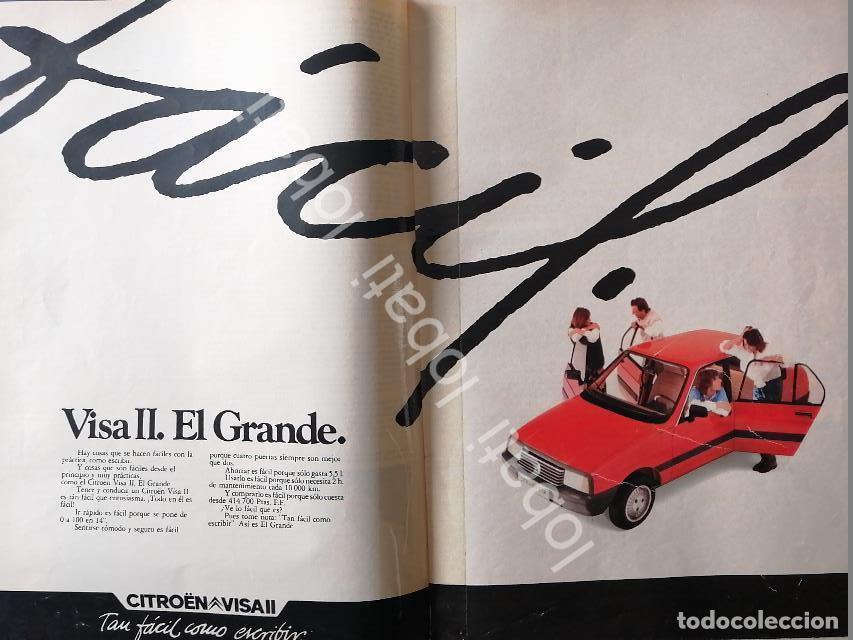 fácil.
Visa II. El Grande.
Hay cosas que se hacen fáciles con la
práctica, como escribir.
Y cosas que son fáciles desde el
principio y muy prácticas,
como el Citroën Visa II, El Grande
Tener y conducir un Citroën Visa II
es tan fácil que entusiasma. ¡Todo en él es
fácil!
Ir rápido es fácil porque se pone de
0 a 100 en 14".
Sentirse cómodo y seguro es fácil
porque cuatro puertas siempre son mejor
que dos.
Ahorrar es fácil porque sólo gasta 5,5 l.
Usarlo es fácil porque sólo necesita 2 h.
de mantenimiento cada 10.000 km.
Y comprarlo es fácil porque sólo cuesta
desde 414.700 Ptas. F.F.
¿Ve lo fácil que es?
Pues tome nota: "Tan fácil como
escribir". Así es El Grande
CITROËN VISA II
Tan fácil como escribir
lobati lobati lobati lobati
todocoleccion